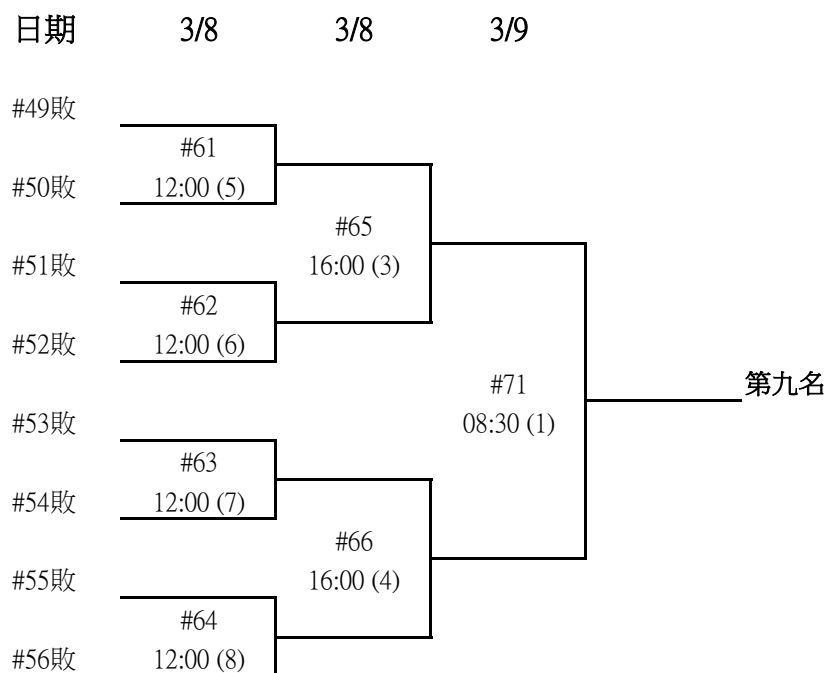 日期 3/8 3/8 3/9
#49敗
#61
#50敗 12:00 (5)
#65
#51敗 16:00 (3)
#62
#52敗 12:00 (6)
#71 第九名
#53敗 08:30 (1)
#63
#54敗 12:00 (7)
#66
#55敗 16:00 (4)
#64
#56敗 12:00 (8)